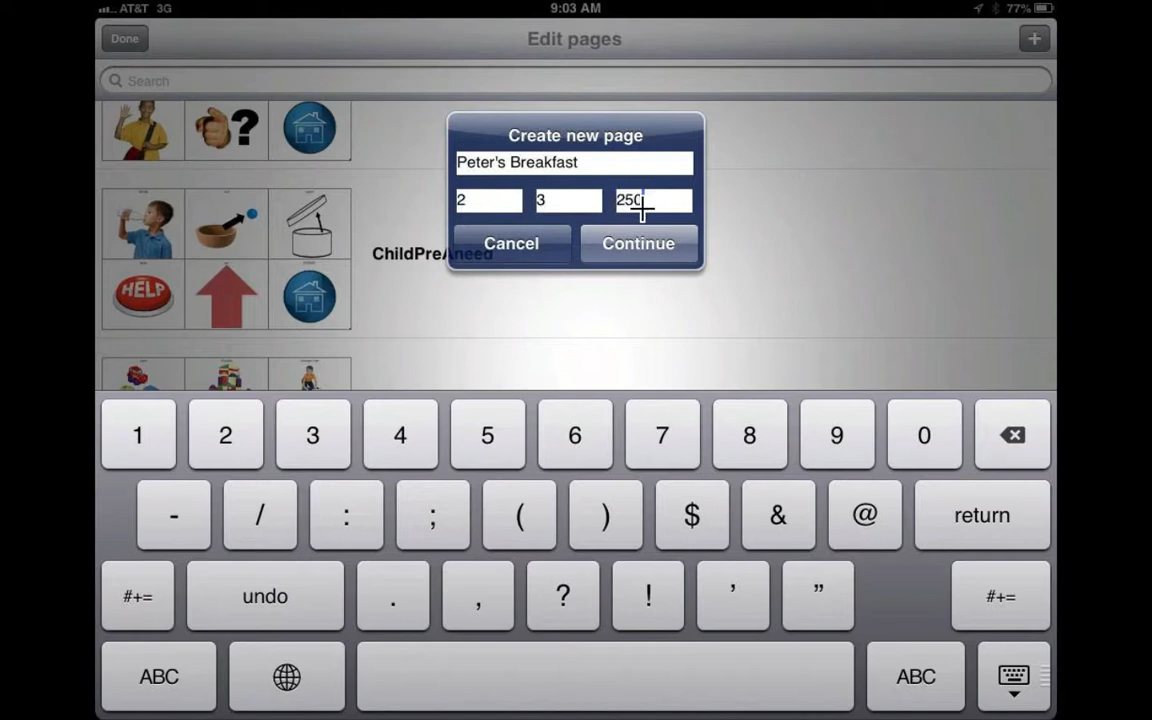 AT&T 3G 9:03 AM 77%
Done Edit pages +
Search
Create new page
Peter's Breakfast
2 3 250
Cancel Continue
ChildPreAneed
HELP
1 2 3 4 5 6 7 8 9 0
- / : ; ( ) $ & @ return
#+= undo . , ? ! ' " #+=
ABC ABC